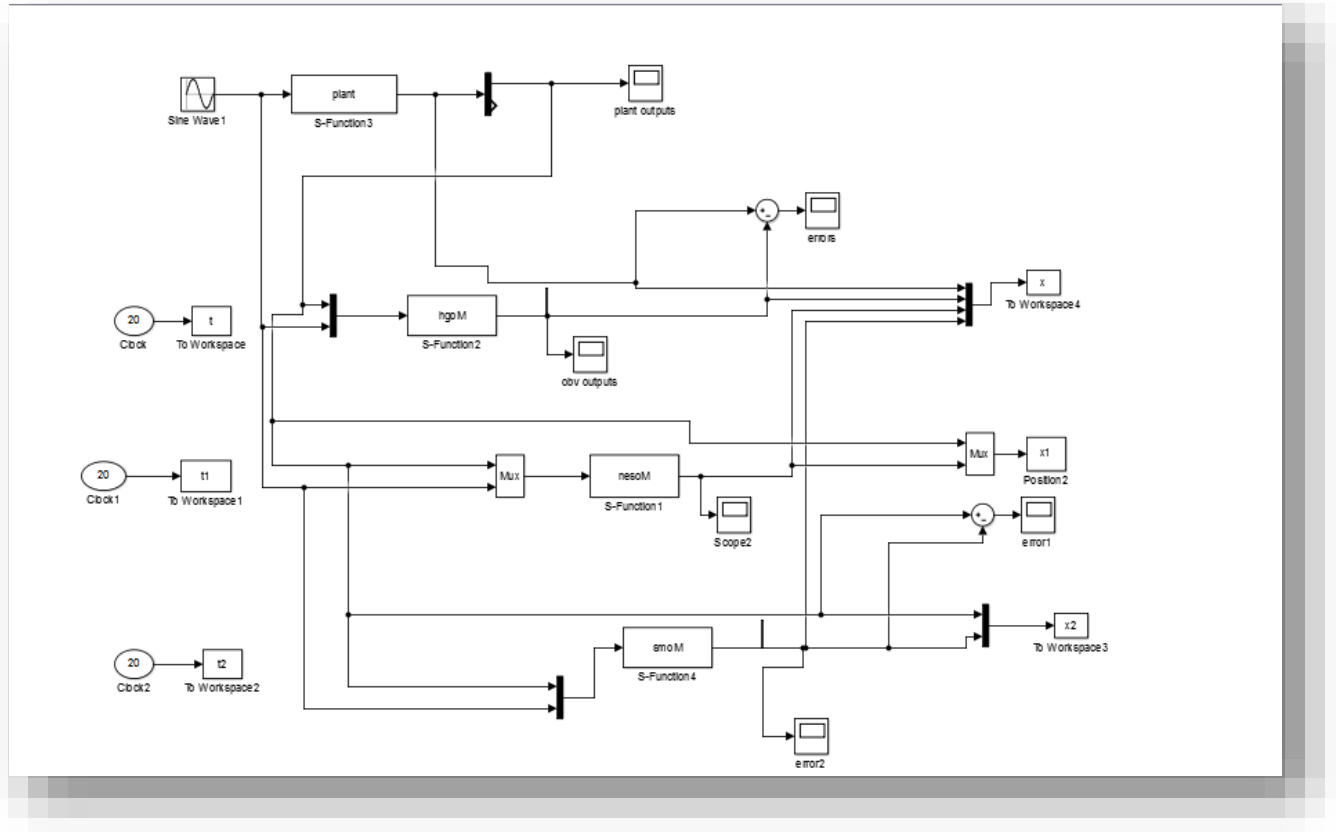 plant
Sine Wave1
S-Function3
plant outputs
+
-
errors
x
To Workspace4
20
Clock
t
To Workspace
hgoM
S-Function2
obv outputs
20
Clock1
t1
To Workspace1
Mux
nesoM
S-Function1
Scope2
Mux
x1
Position2
+
-
error1
20
Clock2
t2
To Workspace2
smoM
S-Function4
x2
To Workspace3
error2